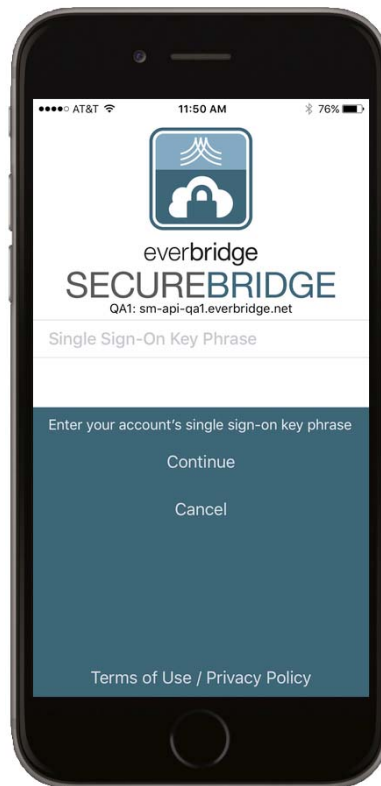 AT&T 11:50 AM 76%
everbridge
SECUREBRIDGE
QA1: sm-api-qa1.everbridge.net
Single Sign-On Key Phrase
Enter your account's single sign-on key phrase
Continue
Cancel
Terms of Use / Privacy Policy